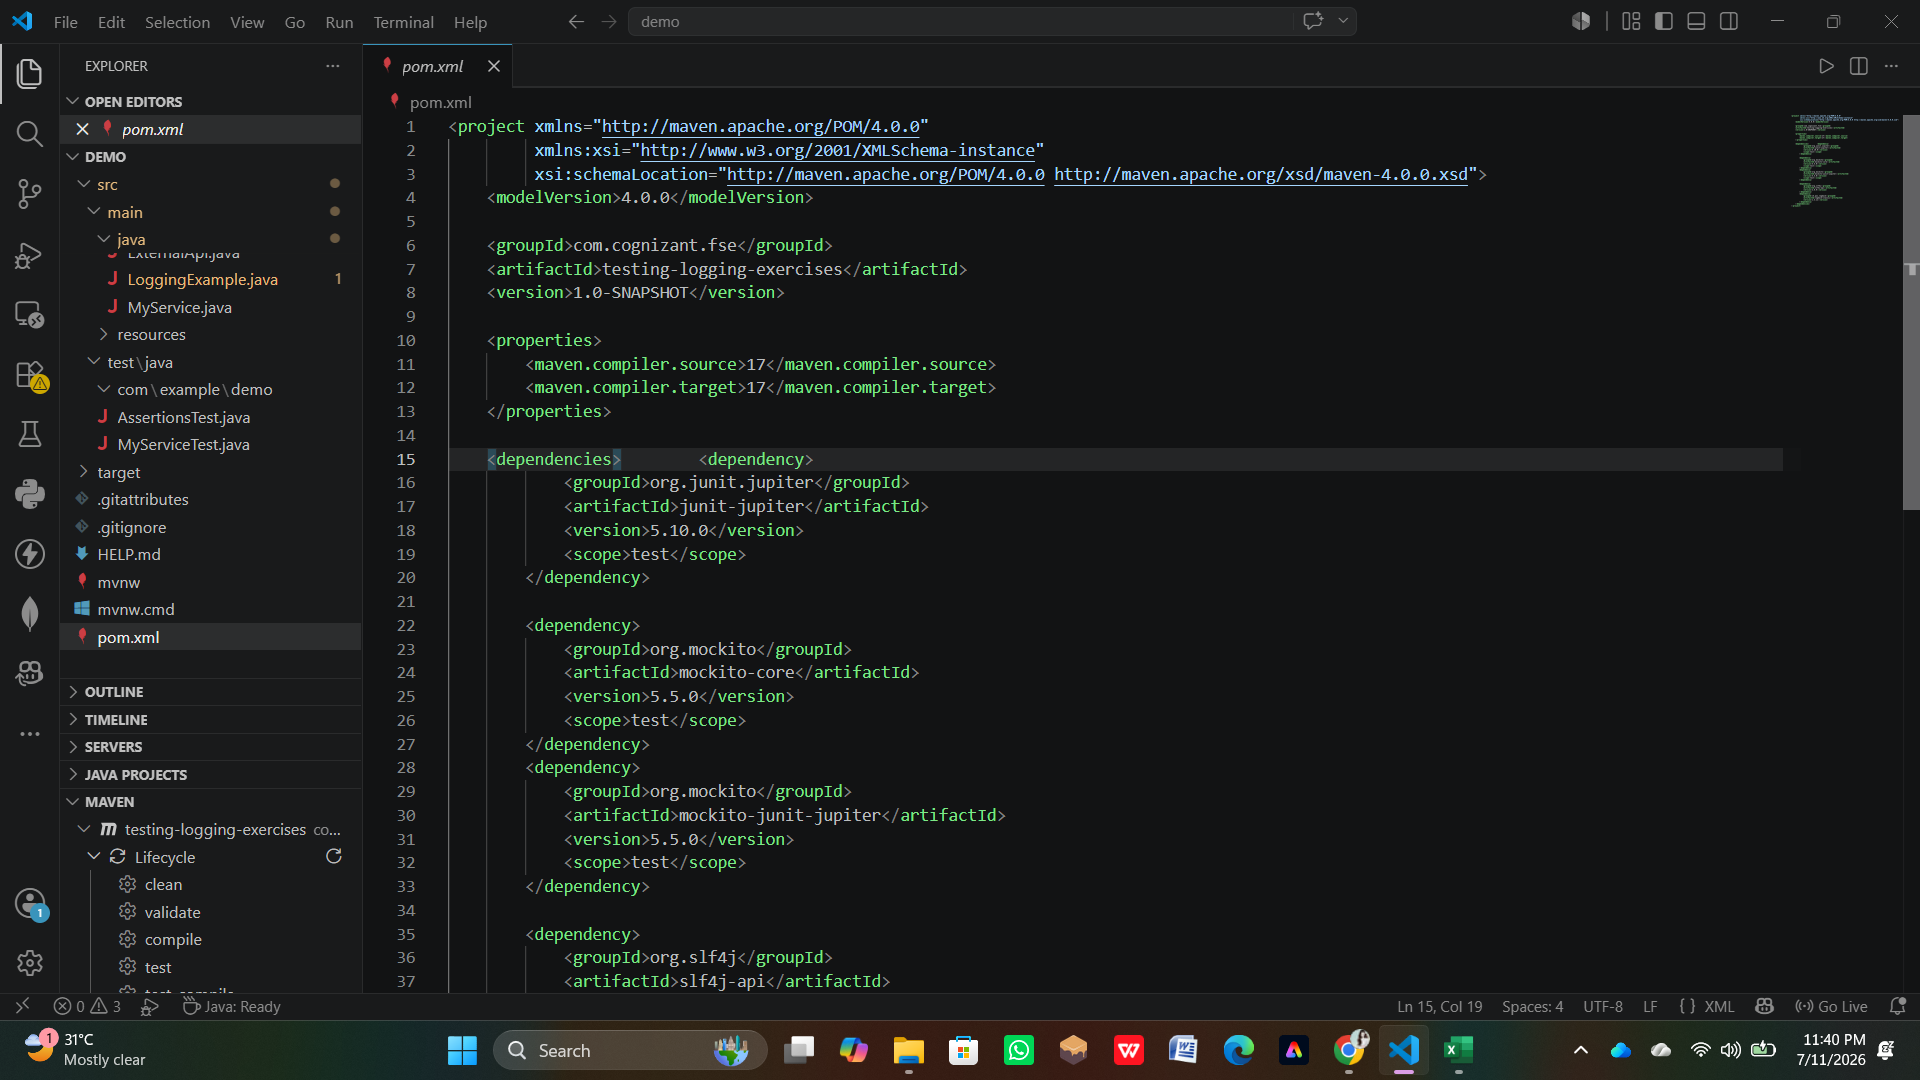 File Edit Selection View Go Run Terminal Help
demo
EXPLORER
OPEN EDITORS
pom.xml
DEMO
src
main
java
ExternalApi.java
LoggingExample.java 1
MyService.java
resources
test\java
com\example\demo
AssertionsTest.java
MyServiceTest.java
target
.gitattributes
.gitignore
HELP.md
mvnw
mvnw.cmd
pom.xml
OUTLINE
TIMELINE
SERVERS
JAVA PROJECTS
MAVEN
testing-logging-exercises co...
Lifecycle
clean
validate
compile
test
test-compile
1
pom.xml
pom.xml
1 <project xmlns="http://maven.apache.org/POM/4.0.0"
2 xmlns:xsi="http://www.w3.org/2001/XMLSchema-instance"
3 xsi:schemaLocation="http://maven.apache.org/POM/4.0.0 http://maven.apache.org/xsd/maven-4.0.0.xsd">
4 <modelVersion>4.0.0</modelVersion>
5
6 <groupId>com.cognizant.fse</groupId>
7 <artifactId>testing-logging-exercises</artifactId>
8 <version>1.0-SNAPSHOT</version>
9
10 <properties>
11 <maven.compiler.source>17</maven.compiler.source>
12 <maven.compiler.target>17</maven.compiler.target>
13 </properties>
14
15 <dependencies> <dependency>
16 <groupId>org.junit.jupiter</groupId>
17 <artifactId>junit-jupiter</artifactId>
18 <version>5.10.0</version>
19 <scope>test</scope>
20 </dependency>
21
22 <dependency>
23 <groupId>org.mockito</groupId>
24 <artifactId>mockito-core</artifactId>
25 <version>5.5.0</version>
26 <scope>test</scope>
27 </dependency>
28 <dependency>
29 <groupId>org.mockito</groupId>
30 <artifactId>mockito-junit-jupiter</artifactId>
31 <version>5.5.0</version>
32 <scope>test</scope>
33 </dependency>
34
35 <dependency>
36 <groupId>org.slf4j</groupId>
37 <artifactId>slf4j-api</artifactId>
0 3 Java: Ready
Ln 15, Col 19 Spaces: 4 UTF-8 LF {} XML Go Live
1
31°C
Mostly clear
Search
11:40 PM
7/11/2026